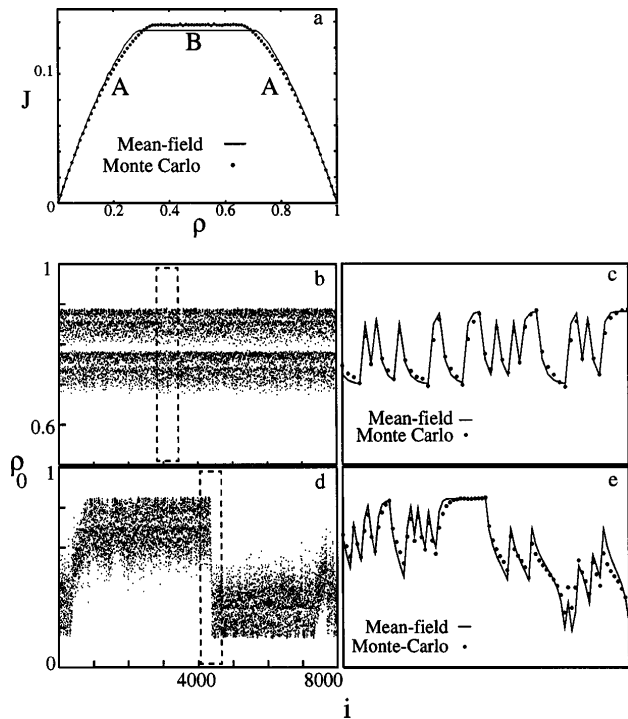 a
0.1
B
A A
J
Mean-field
Monte Carlo
0
0.2 0.4 0.6 0.8 1
ρ
1 b c
0.6
Mean-field
Monte Carlo
ρ0
1 d e
Mean-field
Monte-Carlo
0
4000 8000
i